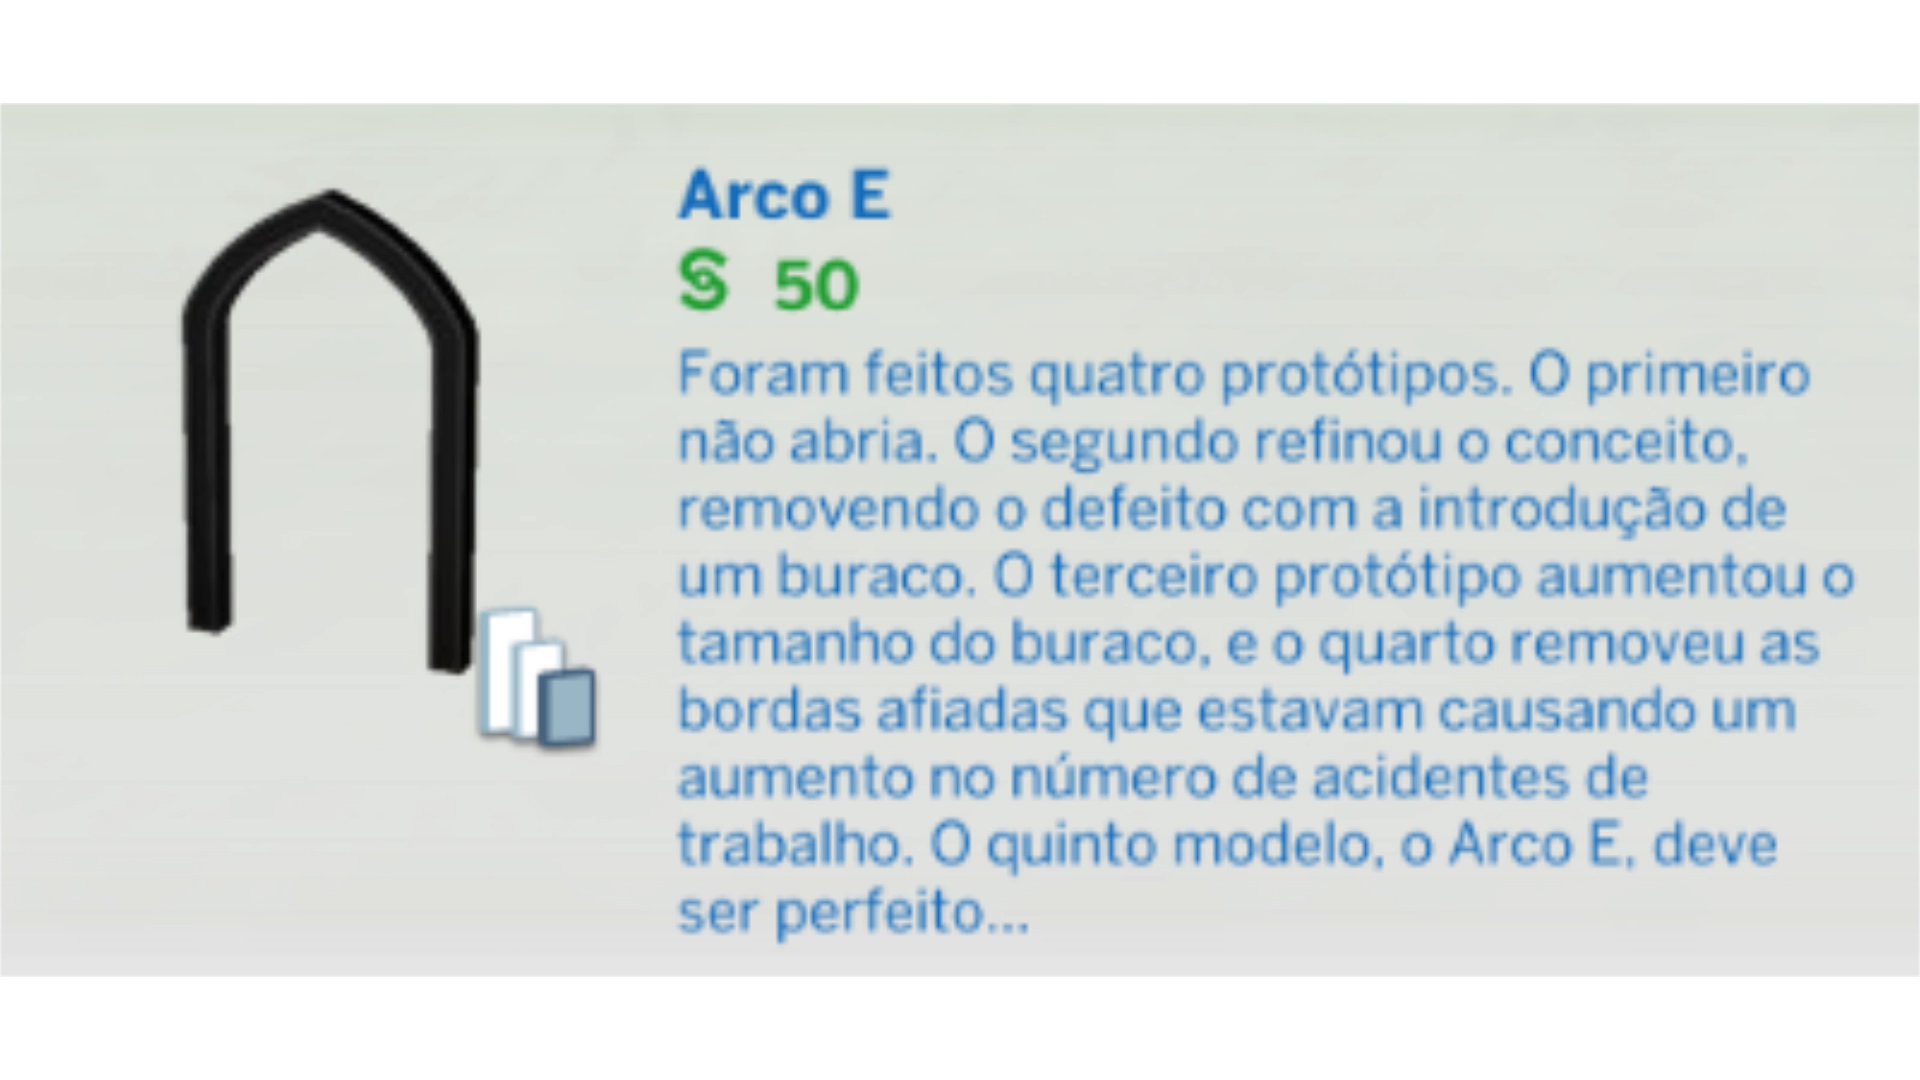 Arco E
§ 50
Foram feitos quatro protótipos. O primeiro
não abria. O segundo refinou o conceito,
removendo o defeito com a introdução de
um buraco. O terceiro protótipo aumentou o
tamanho do buraco, e o quarto removeu as
bordas afiadas que estavam causando um
aumento no número de acidentes de
trabalho. O quinto modelo, o Arco E, deve
ser perfeito...